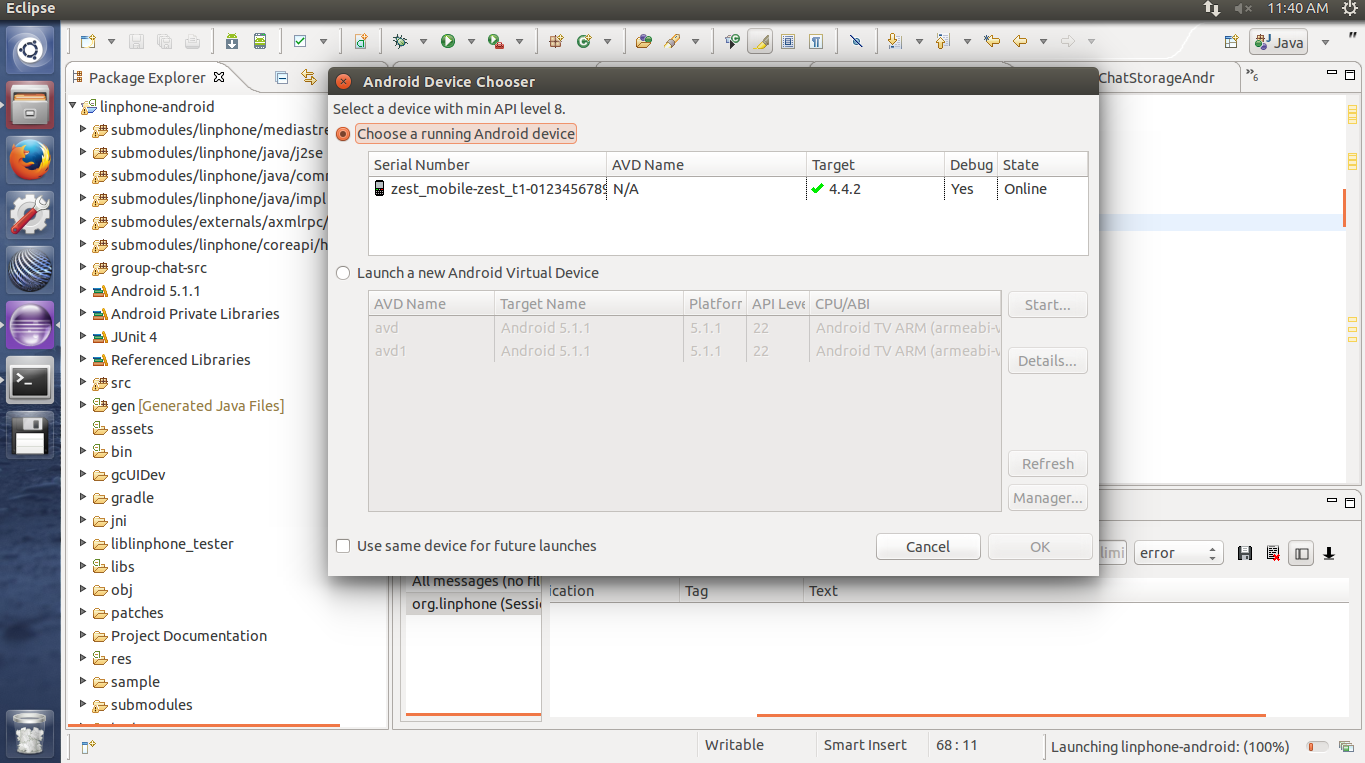 Eclipse
11:40 AM
Java
Package Explorer
ChatStorageAndr
6
linphone-android
submodules/linphone/mediastre
submodules/linphone/java/j2se
submodules/linphone/java/com
submodules/linphone/java/impl
submodules/externals/axmlrpc/
submodules/linphone/coreapi/h
group-chat-src
Android 5.1.1
Android Private Libraries
JUnit 4
Referenced Libraries
src
gen [Generated Java Files]
assets
bin
gcUIDev
gradle
jni
liblinphone_tester
libs
obj
patches
Project Documentation
res
sample
submodules
Android Device Chooser
Select a device with min API level 8.
Choose a running Android device
Serial Number AVD Name Target Debug State
zest_mobile-zest_t1-0123456789 N/A 4.4.2 Yes Online
Launch a new Android Virtual Device
AVD Name Target Name Platforr API Leve CPU/ABI
avd Android 5.1.1 5.1.1 22 Android TV ARM (armeabi-v
avd1 Android 5.1.1 5.1.1 22 Android TV ARM (armeabi-v
Start...
Details...
Refresh
Manager...
Use same device for future launches
Cancel OK
limi error
All messages (no fil
org.linphone (Sessio
ication Tag Text
Writable Smart Insert 68 : 11 Launching linphone-android: (100%)